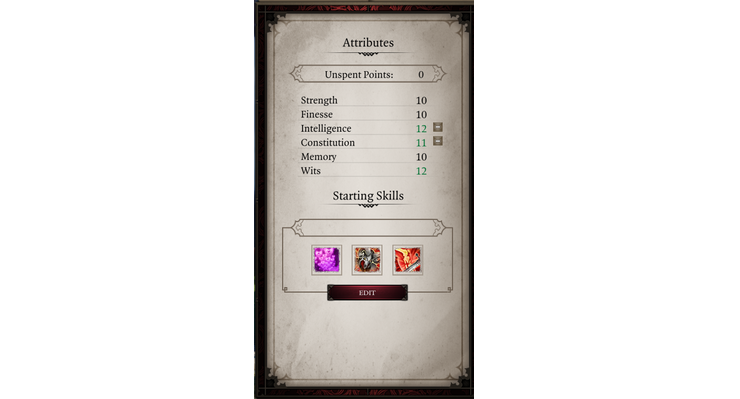 Attributes
Unspent Points: 0
Strength 10
Finesse 10
Intelligence 12
Constitution 11
Memory 10
Wits 12
Starting Skills
EDIT